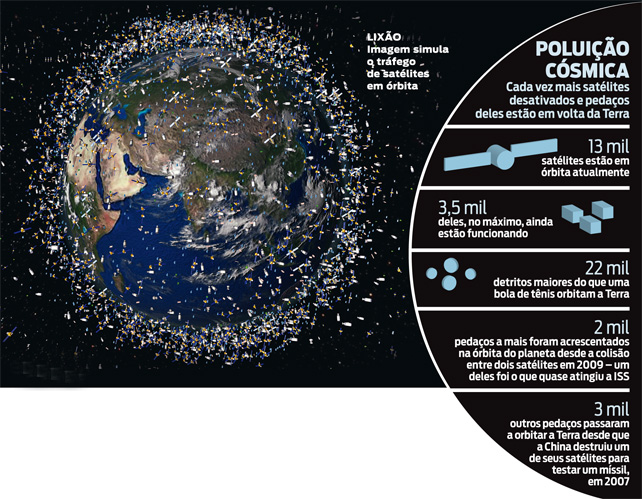 LIXÃO
Imagem simula
o tráfego
de satélites
em órbita
POLUIÇÃO
CÓSMICA
Cada vez mais satélites
desativados e pedaços
deles estão em volta da Terra
13 mil
satélites estão em
órbita atualmente
3,5 mil
deles, no máximo, ainda
estão funcionando
22 mil
detritos maiores do que uma
bola de tênis orbitam a Terra
2 mil
pedaços a mais foram acrescentados
na órbita do planeta desde a colisão
entre dois satélites em 2009 – um
deles foi o que quase atingiu a ISS
3 mil
outros pedaços passaram
a orbitar a Terra desde que
a China destruiu um
de seus satélites para
testar um míssil,
em 2007